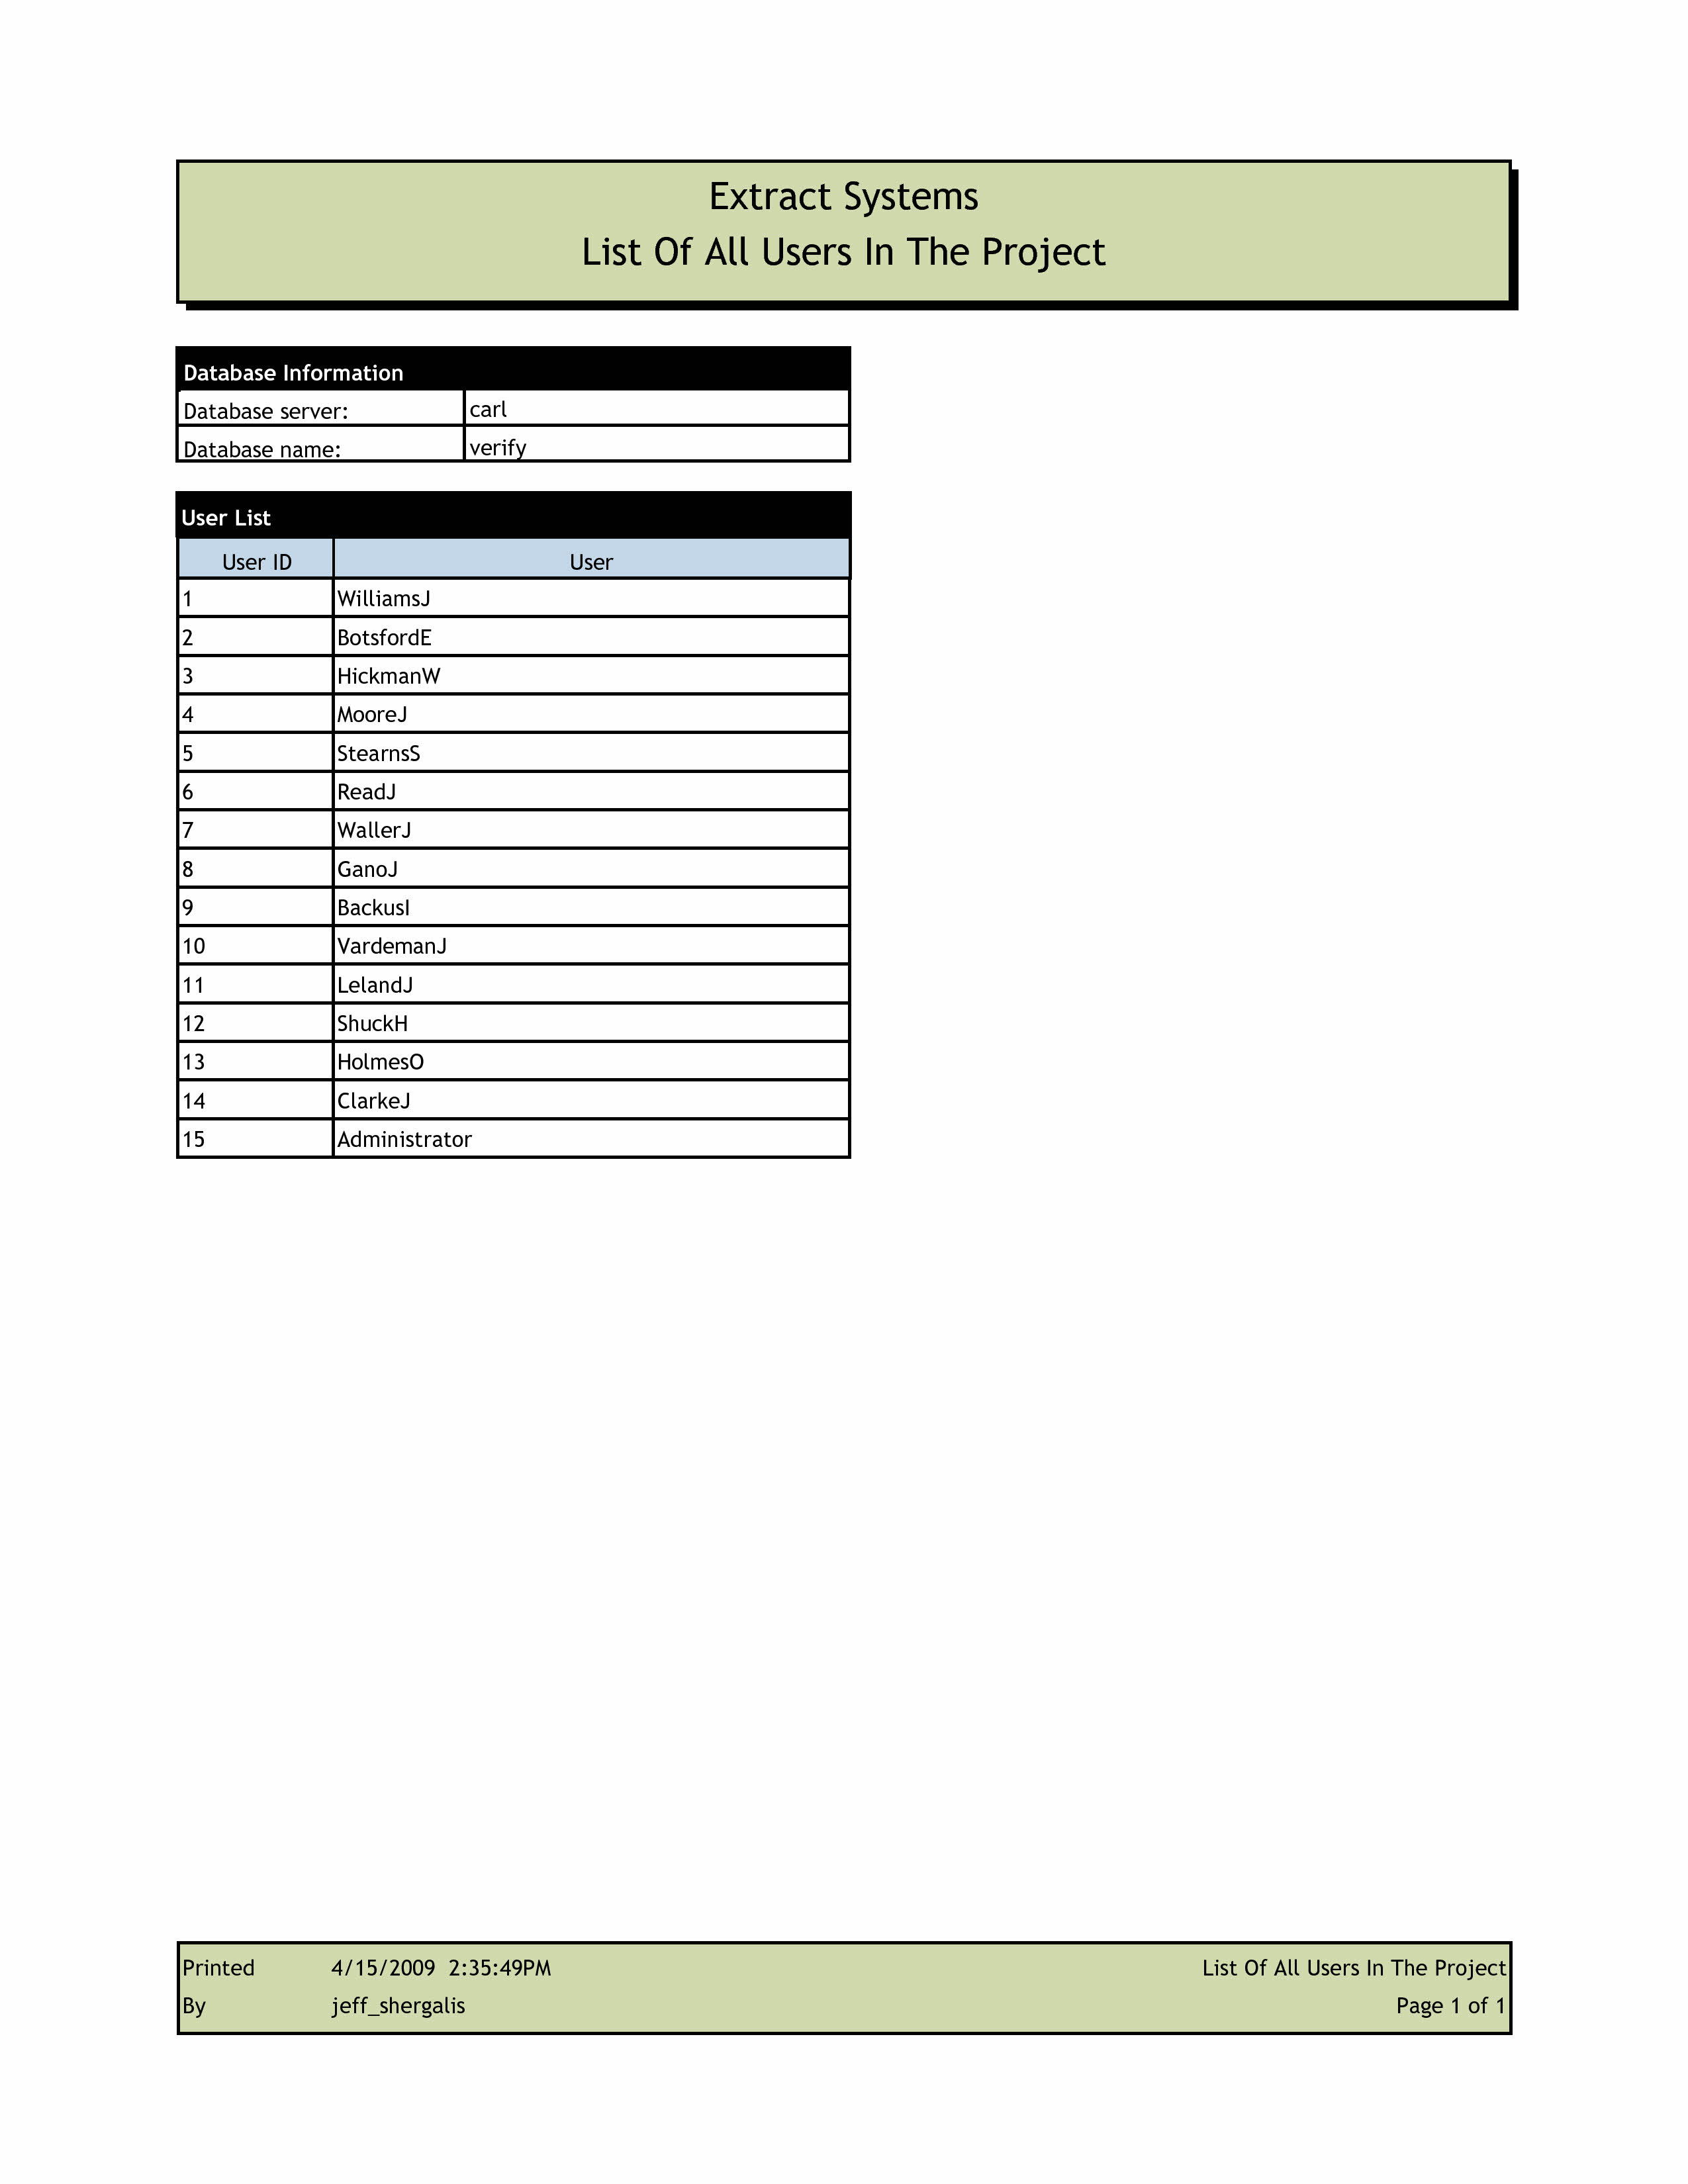 Extract Systems
List Of All Users In The Project
Database Information
Database server: carl
Database name: verify
User List
User ID User
1 WilliamsJ
2 BotsfordE
3 HickmanW
4 MooreJ
5 StearnsS
6 ReadJ
7 WallerJ
8 GanoJ
9 BackusI
10 VardemanJ
11 LelandJ
12 ShuckH
13 HolmesO
14 ClarkeJ
15 Administrator
Printed 4/15/2009 2:35:49PM List Of All Users In The Project
By jeff_shergalis Page 1 of 1